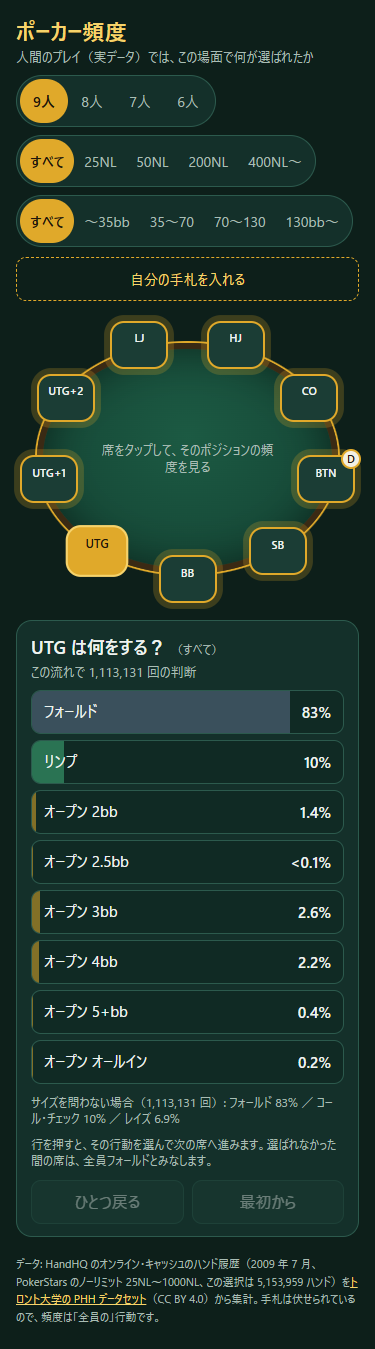 ポーカー頻度
人間のプレイ（実データ）では、この場面で何が選ばれたか
9人 8人 7人 6人
すべて 25NL 50NL 200NL 400NL～
すべて ～35bb 35～70 70～130 130bb～
自分の手札を入れる
LJ HJ
UTG+2 CO
席をタップして、そのポジションの頻
度を見る
UTG+1 BTN D
UTG SB
BB
UTG は何をする？ （すべて）
この流れで 1,113,131 回の判断
フォールド 83%
リンプ 10%
オープン 2bb 1.4%
オープン 2.5bb <0.1%
オープン 3bb 2.6%
オープン 4bb 2.2%
オープン 5+bb 0.4%
オープン オールイン 0.2%
サイズを問わない場合（1,113,131 回）: フォールド 83% ／ コー
ル・チェック 10% ／ レイズ 6.9%
行を押すと、その行動を選んで次の席へ進みます。選ばれなかった
間の席は、全員フォールドとみなします。
ひとつ戻る 最初から
データ: HandHQ のオンライン・キャッシュのハンド履歴（2009 年 7 月、
PokerStars のノーリミット 25NL～1000NL、この選択は 5,153,959 ハンド）をト
ロント大学の PHH データセット（CC BY 4.0）から集計。手札は伏せられている
ので、頻度は「全員の」行動です。